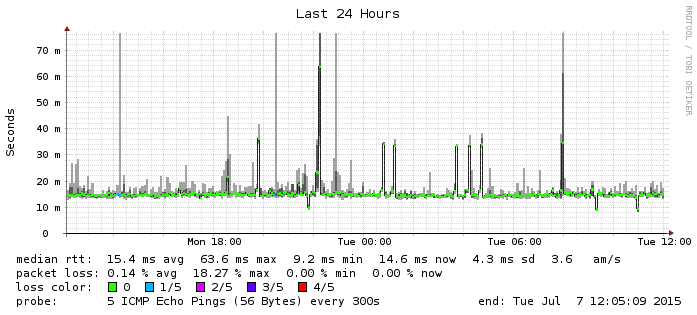 Last 24 Hours
RRDTOOL / TOBI OETIKER
Seconds
70 m
60 m
50 m
40 m
30 m
20 m
10 m
0
Mon 18:00 Tue 00:00 Tue 06:00 Tue 12:00
median rtt: 15.4 ms avg 63.6 ms max 9.2 ms min 14.6 ms now 4.3 ms sd 3.6 am/s
packet loss: 0.14 % avg 18.27 % max 0.00 % min 0.00 % now
loss color: 0 1/5 2/5 3/5 4/5
probe: 5 ICMP Echo Pings (56 Bytes) every 300s end: Tue Jul 7 12:05:09 2015